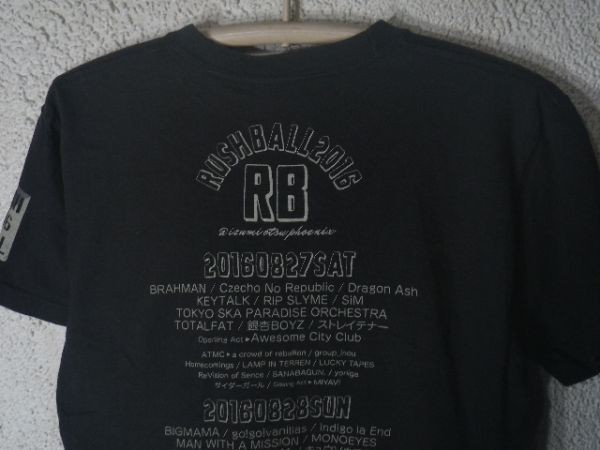 RUSHBALL2016
RB
@izumiotsu phoenix
20160827SAT
BRAHMAN / Czecho No Republic / Dragon Ash
KEYTALK / RIP SLYME / SiM
TOKYO SKA PARADISE ORCHESTRA
TOTALFAT / 銀杏BOYZ / ストレイテナー
Opening Act▶Awesome City Club
ATMC▶a crowd of rebellion / group_inou
Homecomings / LAMP IN TERREN / LUCKY TAPES
ReVision of Sence / SANABAGUN. / yonige
サイダーガール / Closing Act▶MIYAVI
20160828SUN
BIGMAMA / go!go!vanillas / indigo la End
MAN WITH A MISSION / MONOEYES